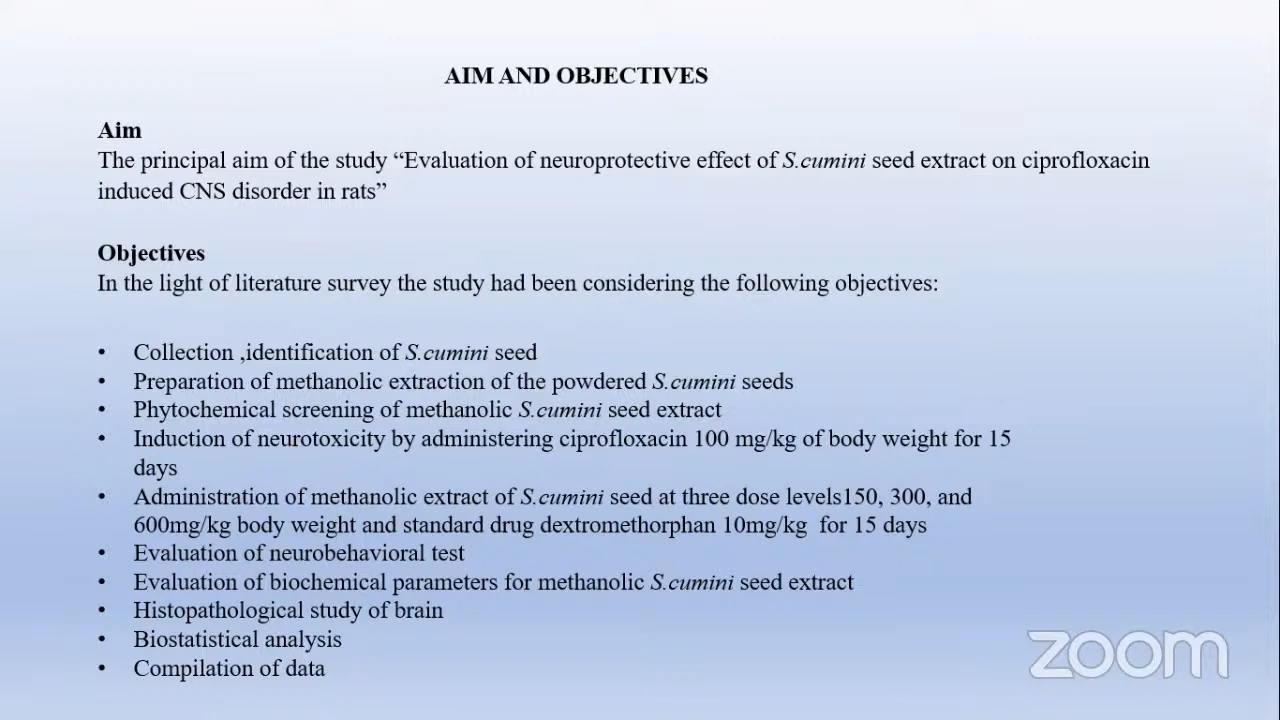 AIM AND OBJECTIVES
Aim
The principal aim of the study “Evaluation of neuroprotective effect of S.cumini seed extract on ciprofloxacin
induced CNS disorder in rats”
Objectives
In the light of literature survey the study had been considering the following objectives:
• Collection ,identification of S.cumini seed
• Preparation of methanolic extraction of the powdered S.cumini seeds
• Phytochemical screening of methanolic S.cumini seed extract
• Induction of neurotoxicity by administering ciprofloxacin 100 mg/kg of body weight for 15
days
• Administration of methanolic extract of S.cumini seed at three dose levels150, 300, and
600mg/kg body weight and standard drug dextromethorphan 10mg/kg  for 15 days
• Evaluation of neurobehavioral test
• Evaluation of biochemical parameters for methanolic S.cumini seed extract
• Histopathological study of brain
• Biostatistical analysis
• Compilation of data
zoom